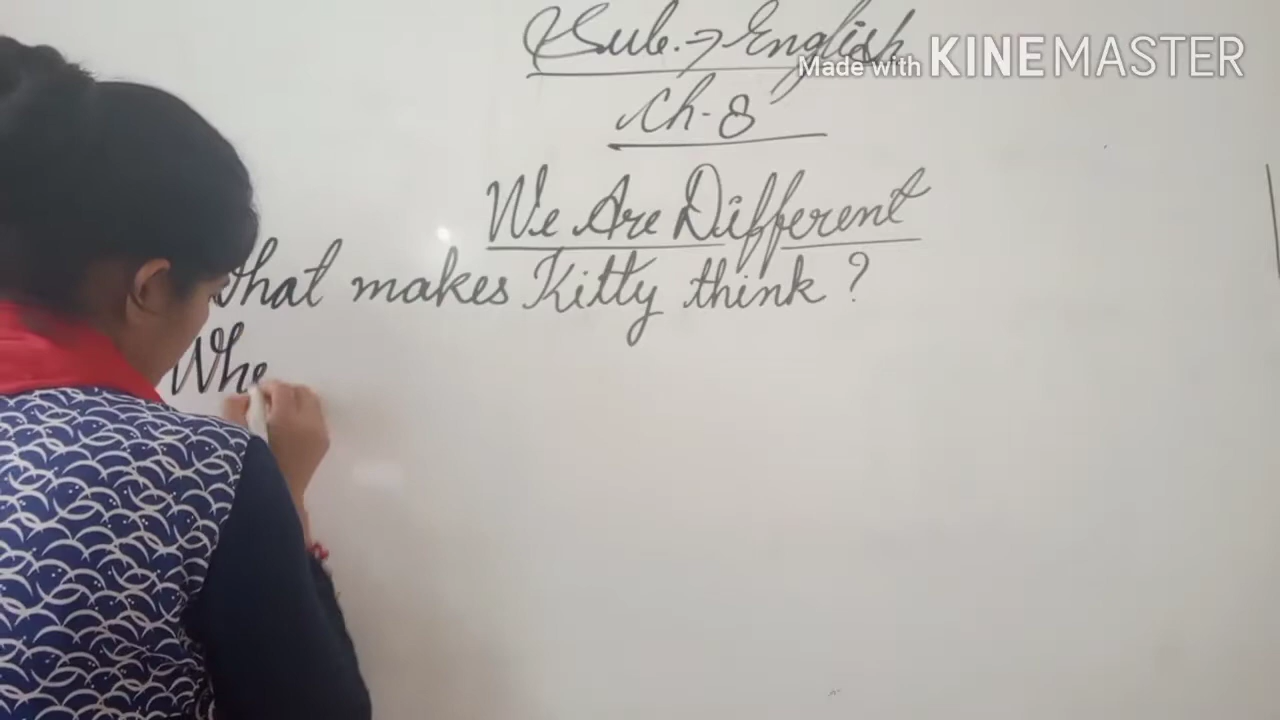 Sub. → English
Made with KINEMASTER
Ch-8
We Are Different
What makes Kitty think ?
Whe